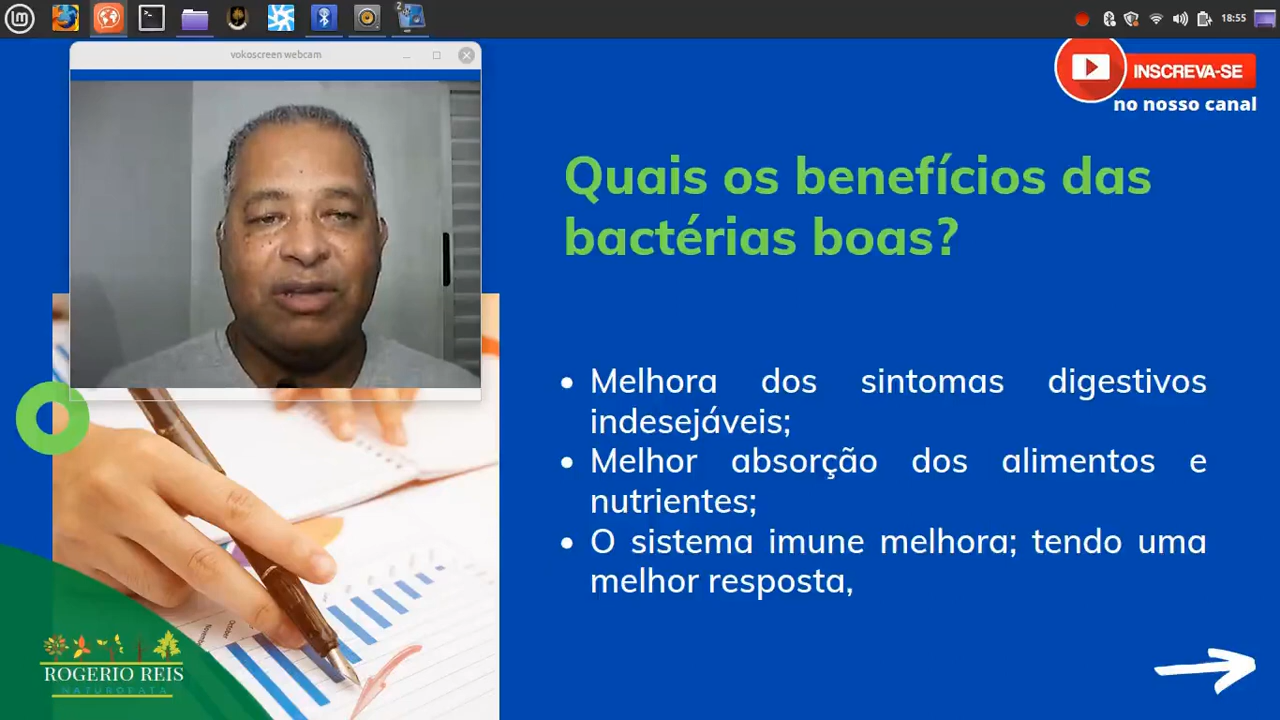 18:55
vokoscreen webcam
INSCREVA-SE
no nosso canal
Quais os benefícios das
bactérias boas?
• Melhora dos sintomas digestivos
indesejáveis;
• Melhor absorção dos alimentos e
nutrientes;
• O sistema imune melhora; tendo uma
melhor resposta,
October
ROGERIO REIS
NATUROPATA